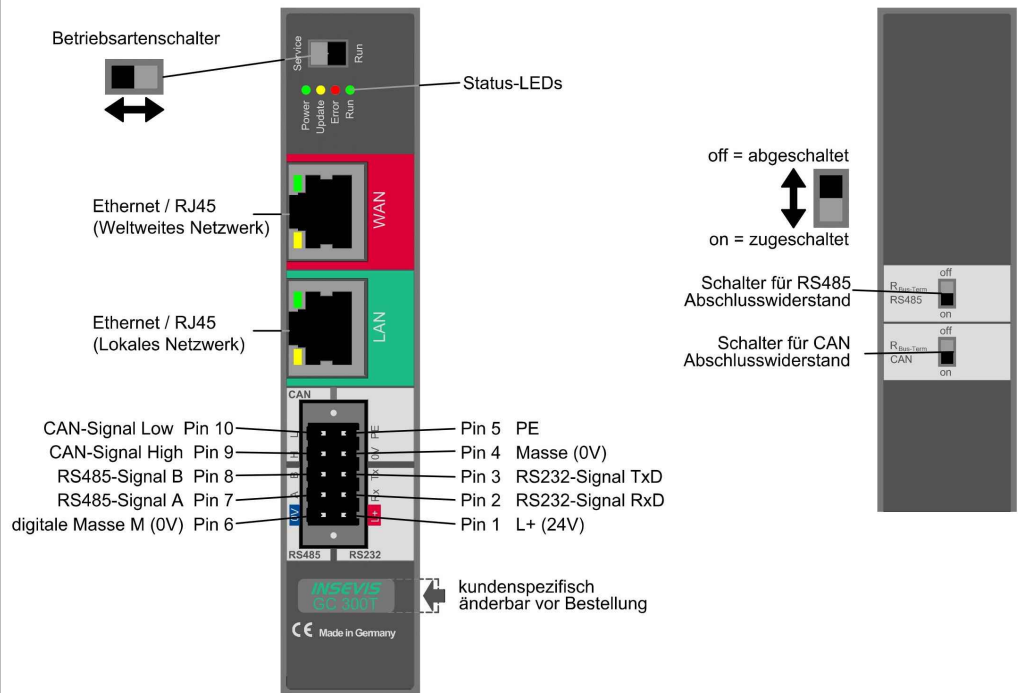 Betriebsartenschalter
Service
Run
Status-LEDs
Power
Update
Error
Run
Ethernet / RJ45
(Weltweites Netzwerk)
WAN
Ethernet / RJ45
(Lokales Netzwerk)
LAN
CAN
CAN-Signal Low Pin 10
L
PE
Pin 5 PE
CAN-Signal High Pin 9
H
0V
Pin 4 Masse (0V)
RS485-Signal B Pin 8
B
Tx
Pin 3 RS232-Signal TxD
RS485-Signal A Pin 7
A
Rx
Pin 2 RS232-Signal RxD
digitale Masse M (0V) Pin 6
0V
L+
Pin 1 L+ (24V)
RS485
RS232
INSEVIS
GC 300T
kundenspezifisch
änderbar vor Bestellung
CE Made in Germany
off = abgeschaltet
on = zugeschaltet
Schalter für RS485
Abschlusswiderstand
off
RBus-Term
RS485
on
Schalter für CAN
Abschlusswiderstand
off
RBus-Term
CAN
on